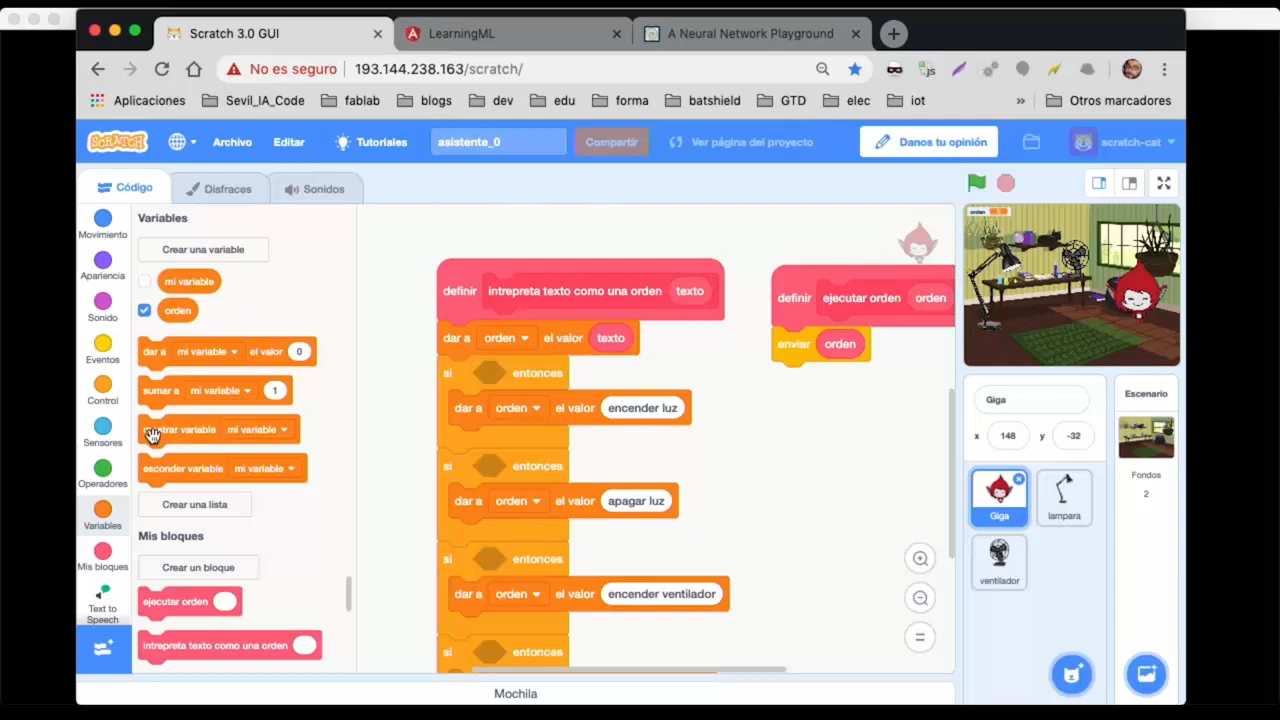 Scratch 3.0 GUI
LearningML
A Neural Network Playground
No es seguro
193.144.238.163/scratch/
Aplicaciones
Sevil_IA_Code
fablab
blogs
dev
edu
forma
batshield
GTD
elec
iot
»
Otros marcadores
SCRATCH
Archivo
Editar
Tutoriales
asistente_0
Compartir
Ver página del proyecto
Danos tu opinión
scratch-cat
Código
Disfraces
Sonidos
Movimiento
Apariencia
Sonido
Eventos
Control
Sensores
Operadores
Variables
Mis bloques
Text to
Speech
Variables
Crear una variable
mi variable
orden
dar a mi variable el valor 0
sumar a mi variable 1
mostrar variable mi variable
esconder variable mi variable
Crear una lista
Mis bloques
Crear un bloque
ejecutar orden
intrepreta texto como una orden
definir intrepreta texto como una orden texto
dar a orden el valor texto
si entonces
dar a orden el valor encender luz
si entonces
dar a orden el valor apagar luz
si entonces
dar a orden el valor encender ventilador
si entonces
definir ejecutar orden orden
enviar orden
orden
Giga
x 148 y -32
Giga
lampara
ventilador
Escenario
Fondos
2
Mochila